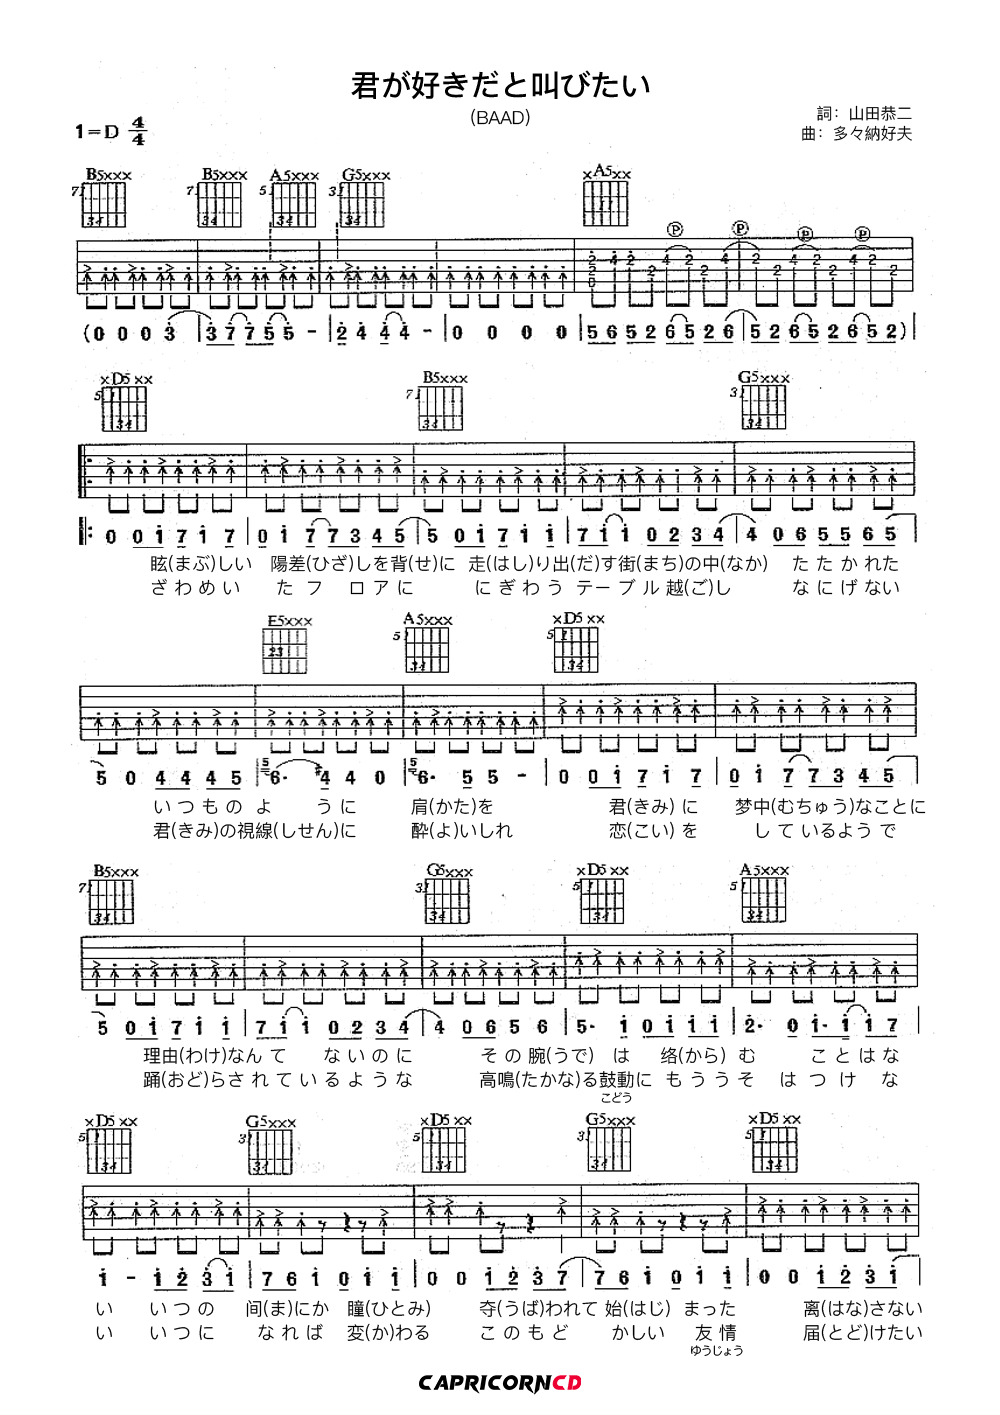 君が好きだと叫びたい
(BAAD)
1=D 4/4
詞：山田恭二
曲：多々納好夫
B5xxx B5xxx A5xxx G5xxx xA5xx
(0 0 0 3 | 3 7 7 5 5 - | 2 4 4 4 - | 0 0 0 0 | 5 6 5 2 6 5 2 6 | 5 2 6 5 2 6 5 2) |
xD5xx B5xxx G5xxx
0 0 1 7 1 7 | 0 1 7 7 3 4 5 | 5 0 1 7 1 1 | 7 1 1 0 2 3 4 | 4 0 6 5 5 6 5
眩(まぶ)しい 陽差(ひざ)しを背(せ)に 走(はし)り出(だ)す街(まち)の中(なか) た た か れた
ざ わ め い た フ ロ ア に に ぎ わ う テ ー ブ ル 越(ご)し な に げ ない
E5xxx A5xxx xD5xx
5 0 4 4 4 5 | 6· 4 4 0 | 6· 5 5 - | 0 0 1 7 1 7 | 0 1 7 7 3 4 5
い つ も の よ う に 肩(かた)を 君(きみ) に 梦中(むちゅう)なことに
君(きみ)の視線(しせん)に 酔(よ)いしれ 恋(こい) を し て いるよう で
B5xxx G5xxx xD5xx A5xxx
5 0 1 7 1 1 | 7 1 1 0 2 3 4 | 4 0 6 5 6 | 5· 1 0 1 1 1 | 2· 0 1· 1 1 7 |
理由(わけ)なん て ないの に そ の 腕(うで) は 络(から) む こ と は な
踊(おど)ら さ れ て い る よ う な 高鳴(たかな)る鼓動に も う う そ は つ け な
こどう
xD5xx G5xxx xD5xx G5xxx xD5xx
1 - 1 2 3 1 | 7 6 1 0 1 1 | 0 0 1 2 3 7 | 7 6 1 0 1 1 | 0 0 1 2 3 1
い い つ の 间(ま)にか 瞳(ひとみ) 夺(うば)われて 始(はじ) まった 离(はな)さない
い い つ に な れ ば 変(か)わる こ の も ど かしい 友 情 届(とど)けたい
ゆうじょう
CAPRICORNCD